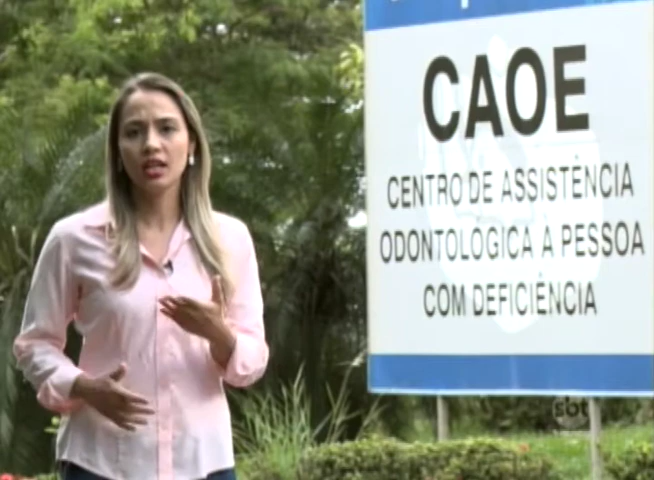 CAOE
CENTRO DE ASSISTÊNCIA
ODONTOLÓGICA À PESSOA
COM DEFICIÊNCIA
sbt